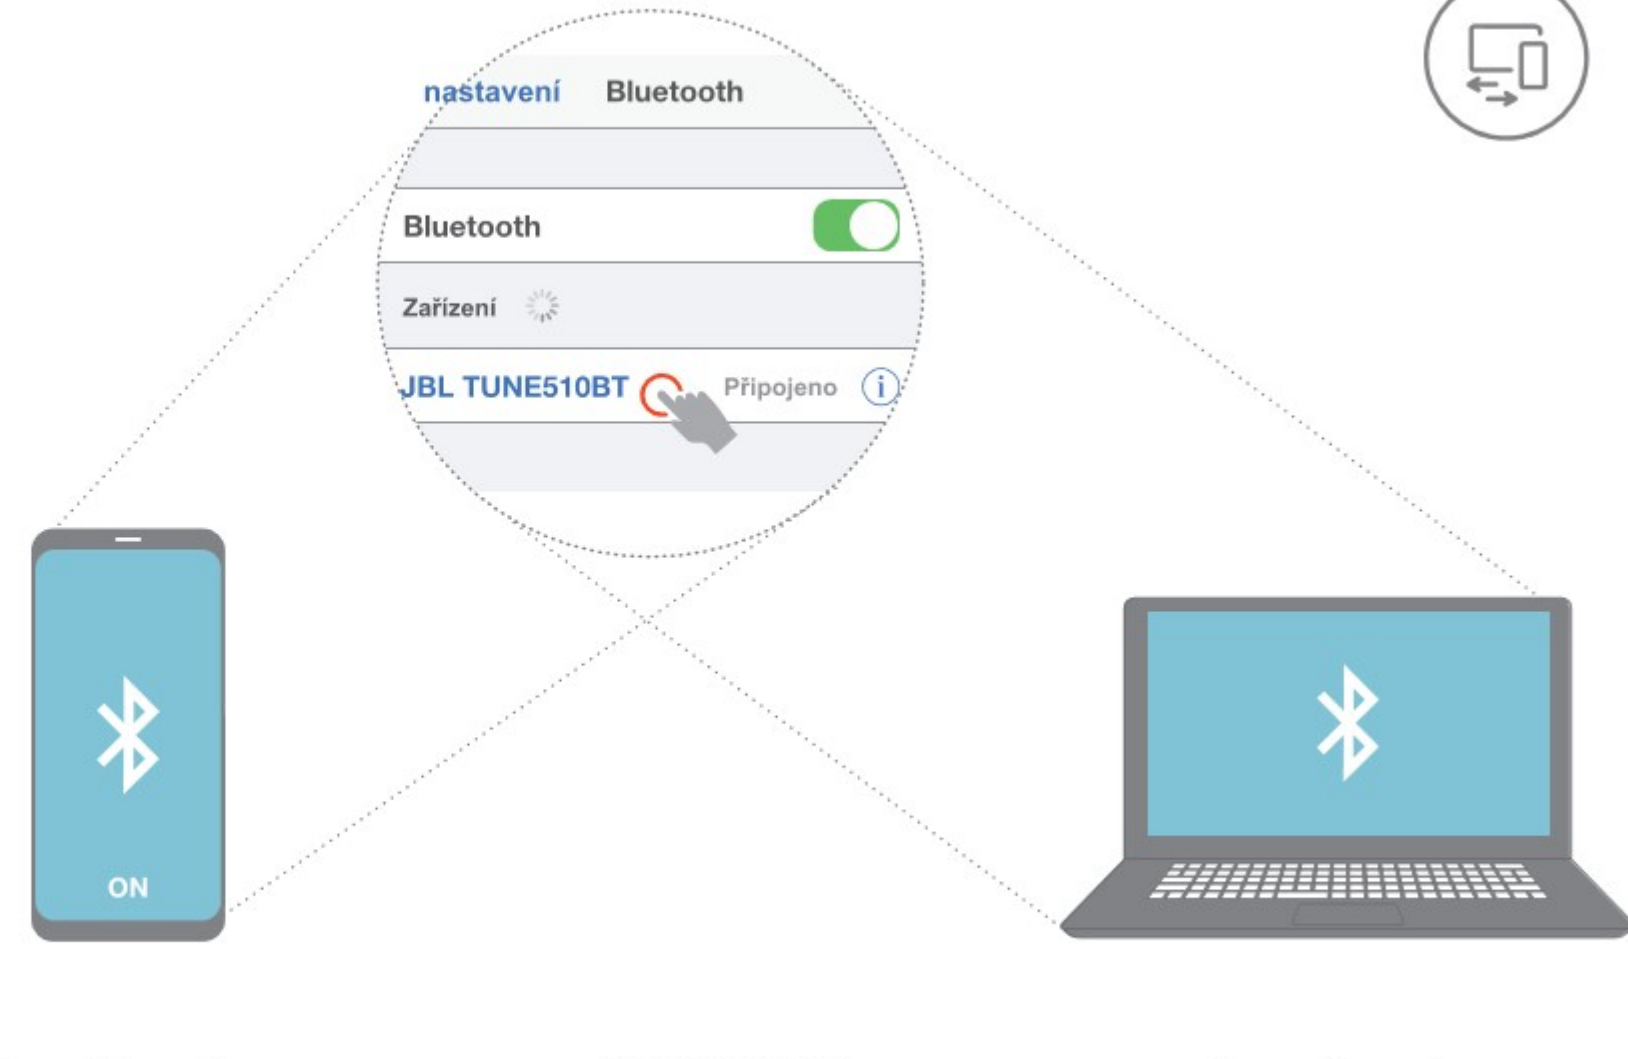 nastavení Bluetooth
Bluetooth
Zařízení
JBL TUNE510BT Připojeno i
ON